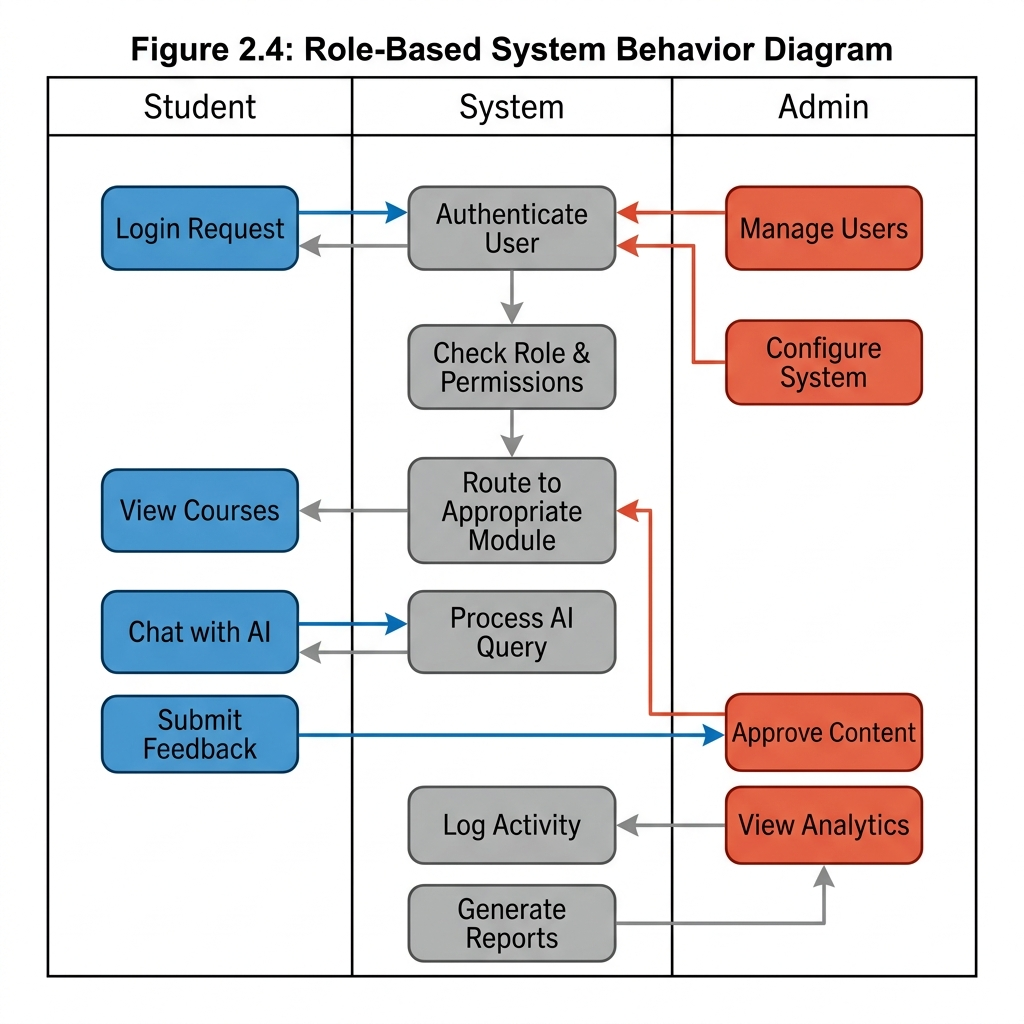 Figure 2.4: Role-Based System Behavior Diagram
Student
System
Admin
Login Request
Authenticate
User
Manage Users
Check Role &
Permissions
Configure
System
View Courses
Route to
Appropriate
Module
Chat with AI
Process AI
Query
Submit
Feedback
Approve Content
Log Activity
View Analytics
Generate
Reports